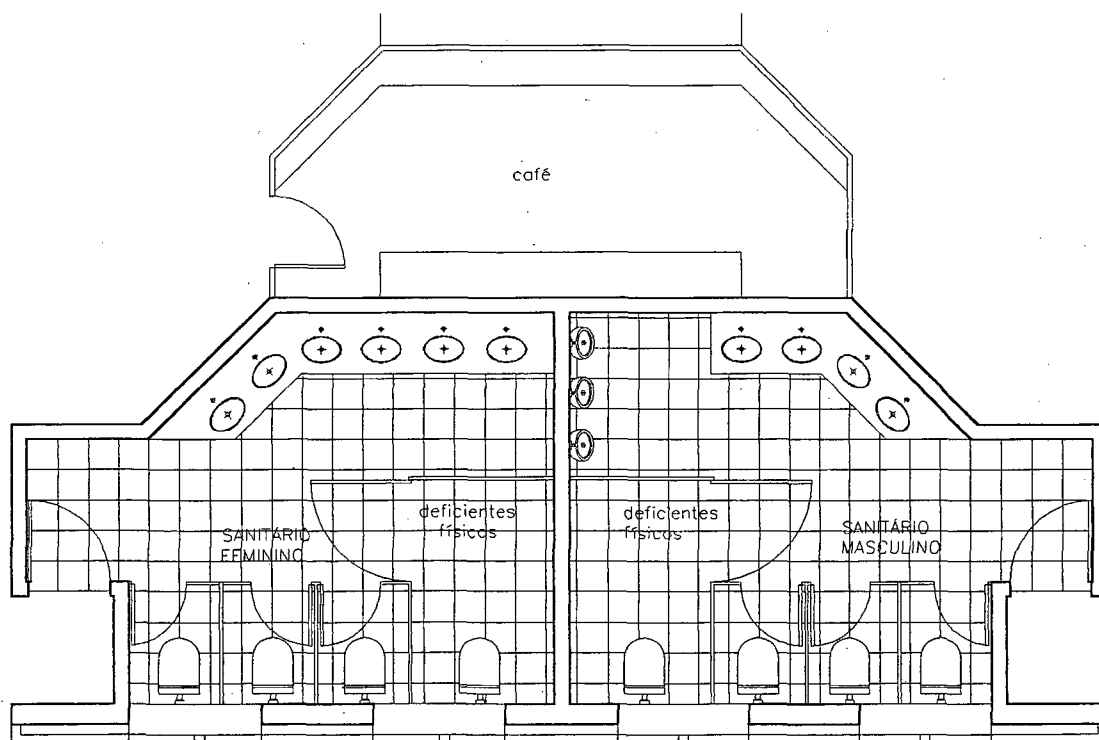 café
deficientes
físicos
deficientes
físicos
SANITÁRIO
FEMININO
SANITÁRIO
MASCULINO